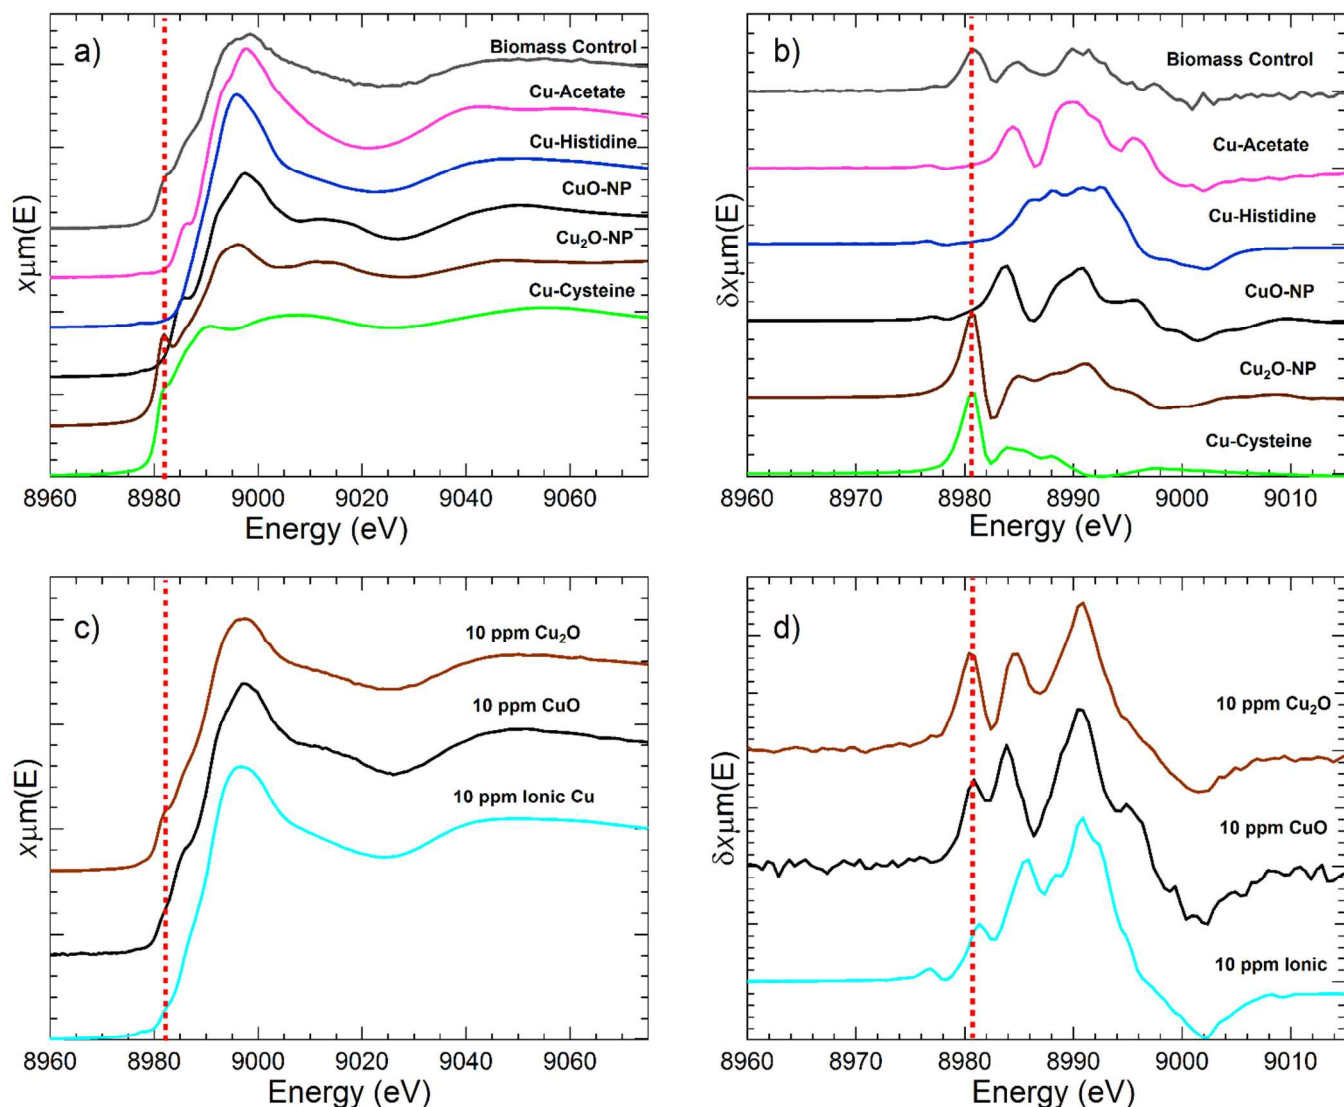 a)
Biomass Control
Cu-Acetate
Cu-Histidine
CuO-NP
Cu₂O-NP
Cu-Cysteine
xµm(E)
8960 8980 9000 9020 9040 9060
Energy (eV)
b)
Biomass Control
Cu-Acetate
Cu-Histidine
CuO-NP
Cu₂O-NP
Cu-Cysteine
δxµm(E)
8960 8970 8980 8990 9000 9010
Energy (eV)
c)
10 ppm Cu₂O
10 ppm CuO
10 ppm Ionic Cu
xµm(E)
8960 8980 9000 9020 9040 9060
Energy (eV)
d)
10 ppm Cu₂O
10 ppm CuO
10 ppm Ionic
δxµm(E)
8960 8970 8980 8990 9000 9010
Energy (eV)